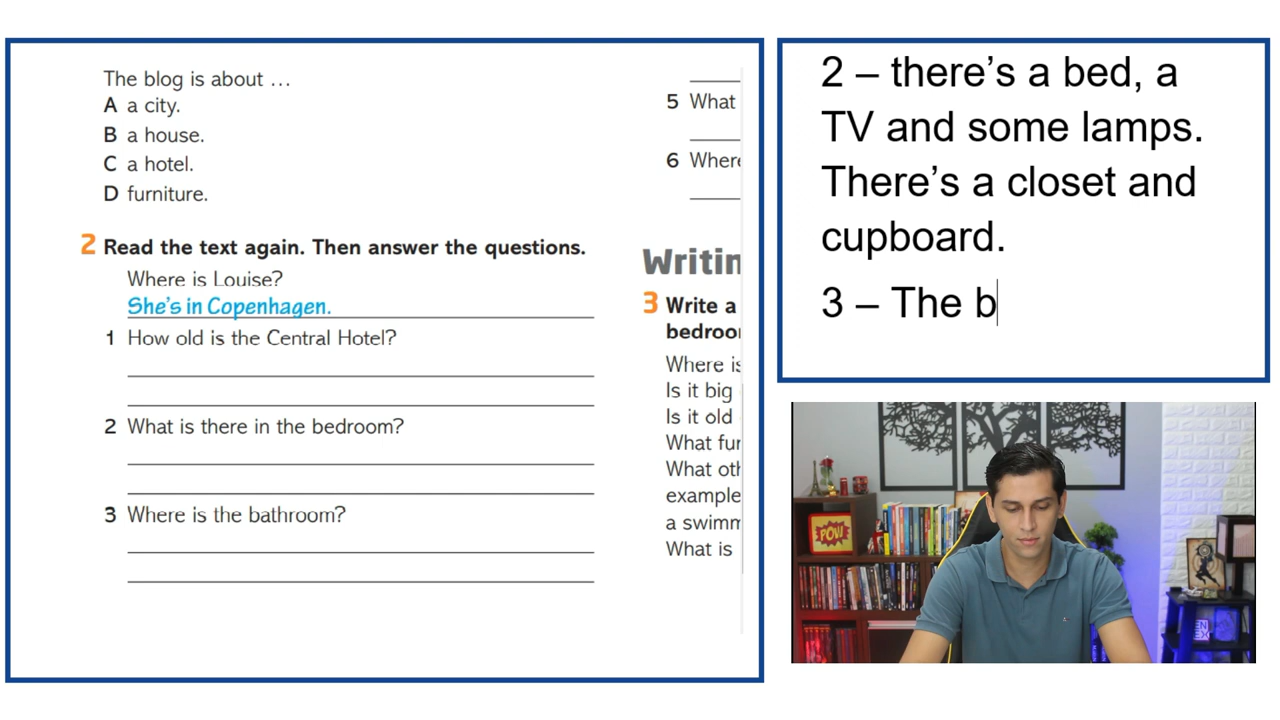 The blog is about …
A a city.
B a house.
C a hotel.
D furniture.
2 Read the text again. Then answer the questions.
Where is Louise?
She's in Copenhagen.
1 How old is the Central Hotel?
2 What is there in the bedroom?
3 Where is the bathroom?
5 What
6 Where
Writin
3 Write a
bedroo
Where is
Is it big
Is it old
What fur
What oth
example
a swimm
What is
2 – there's a bed, a
TV and some lamps.
There's a closet and
cupboard.
3 – The b
POW!